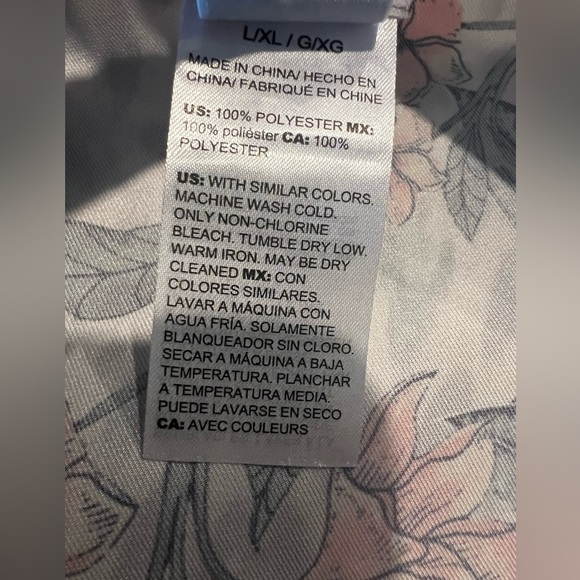 L/XL / G/XG
MADE IN CHINA/ HECHO EN
CHINA/ FABRIQUÉ EN CHINE
US: 100% POLYESTER MX:
100% poliéster CA: 100%
POLYESTER
US: WITH SIMILAR COLORS.
MACHINE WASH COLD.
ONLY NON-CHLORINE
BLEACH. TUMBLE DRY LOW.
WARM IRON. MAY BE DRY
CLEANED MX: CON
COLORES SIMILARES.
LAVAR A MÁQUINA CON
AGUA FRÍA. SOLAMENTE
BLANQUEADOR SIN CLORO.
SECAR A MÁQUINA A BAJA
TEMPERATURA. PLANCHAR
A TEMPERATURA MEDIA.
PUEDE LAVARSE EN SECO
CA: AVEC COULEURS